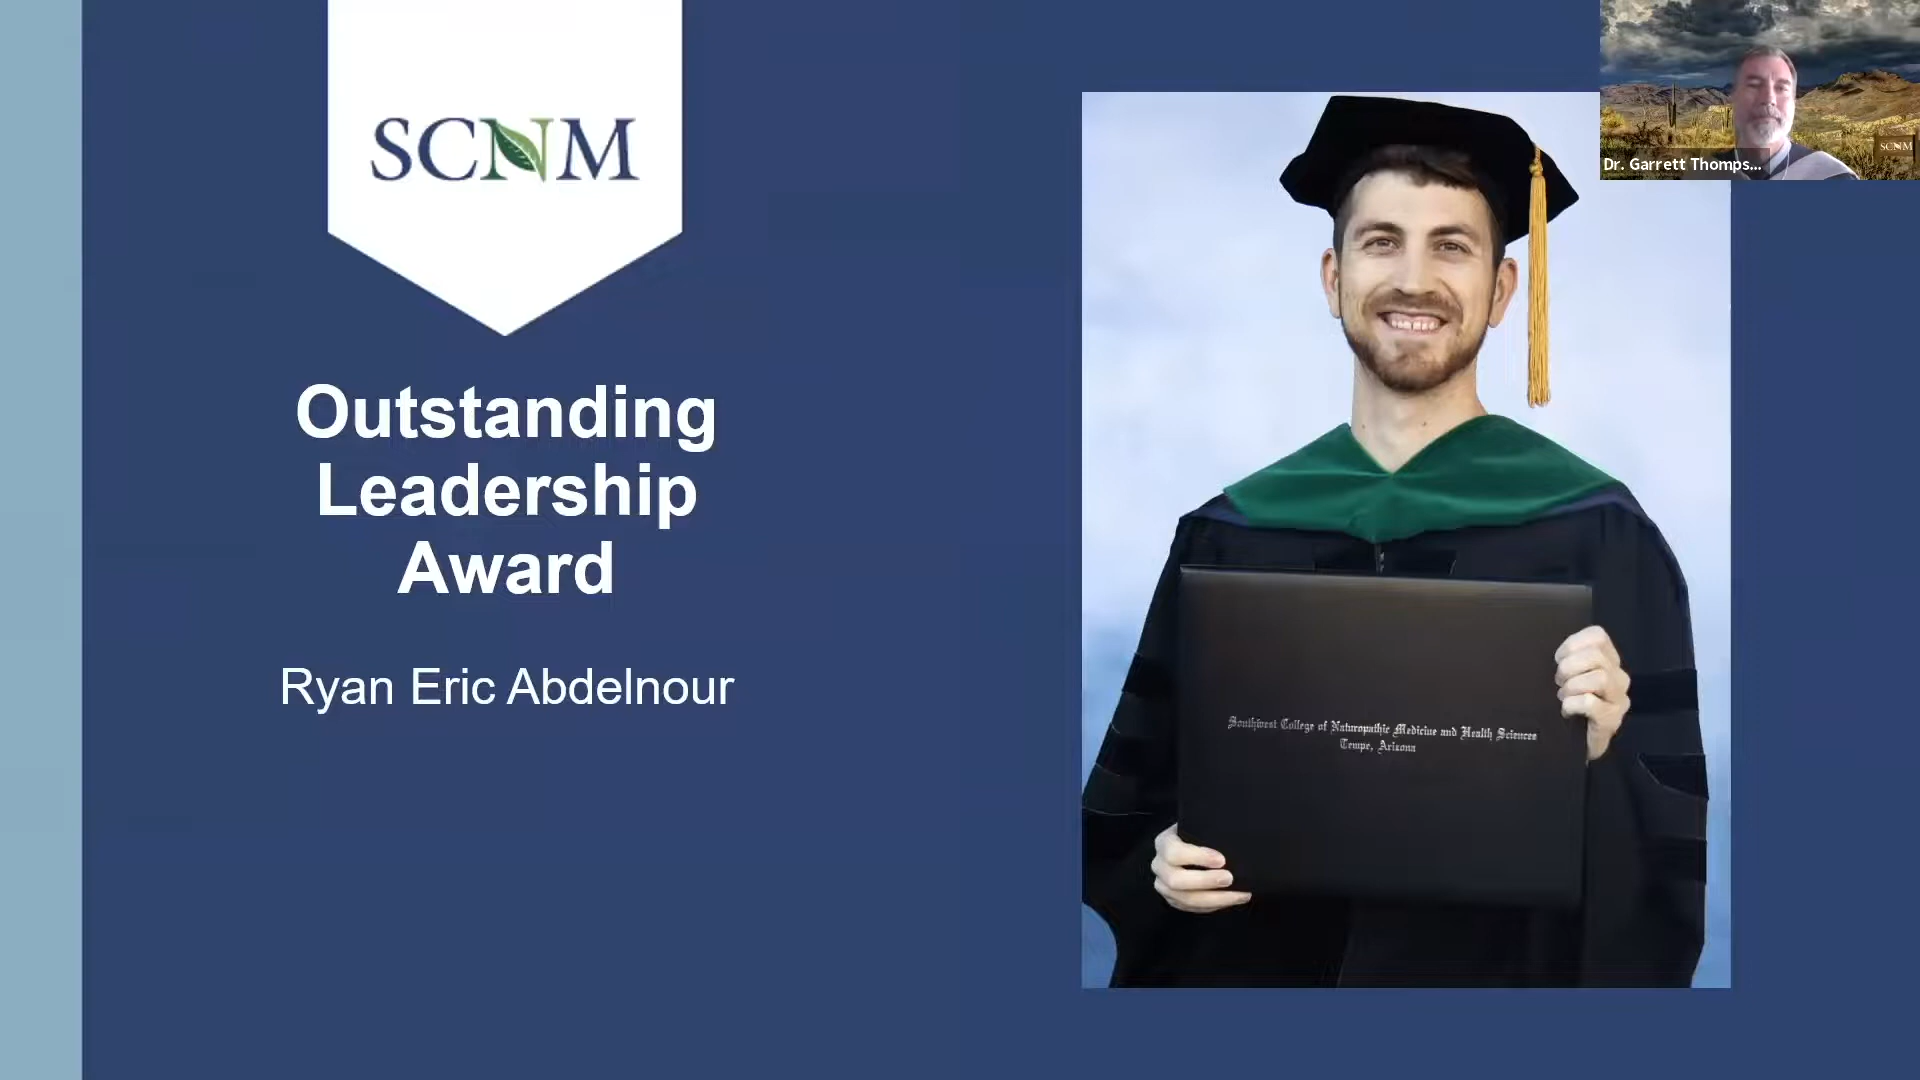 SCNM
Outstanding
Leadership
Award
Ryan Eric Abdelnour
Southwest College of Naturopathic Medicine and Health Sciences
Tempe, Arizona
Dr. Garrett Thomps...
SCNM